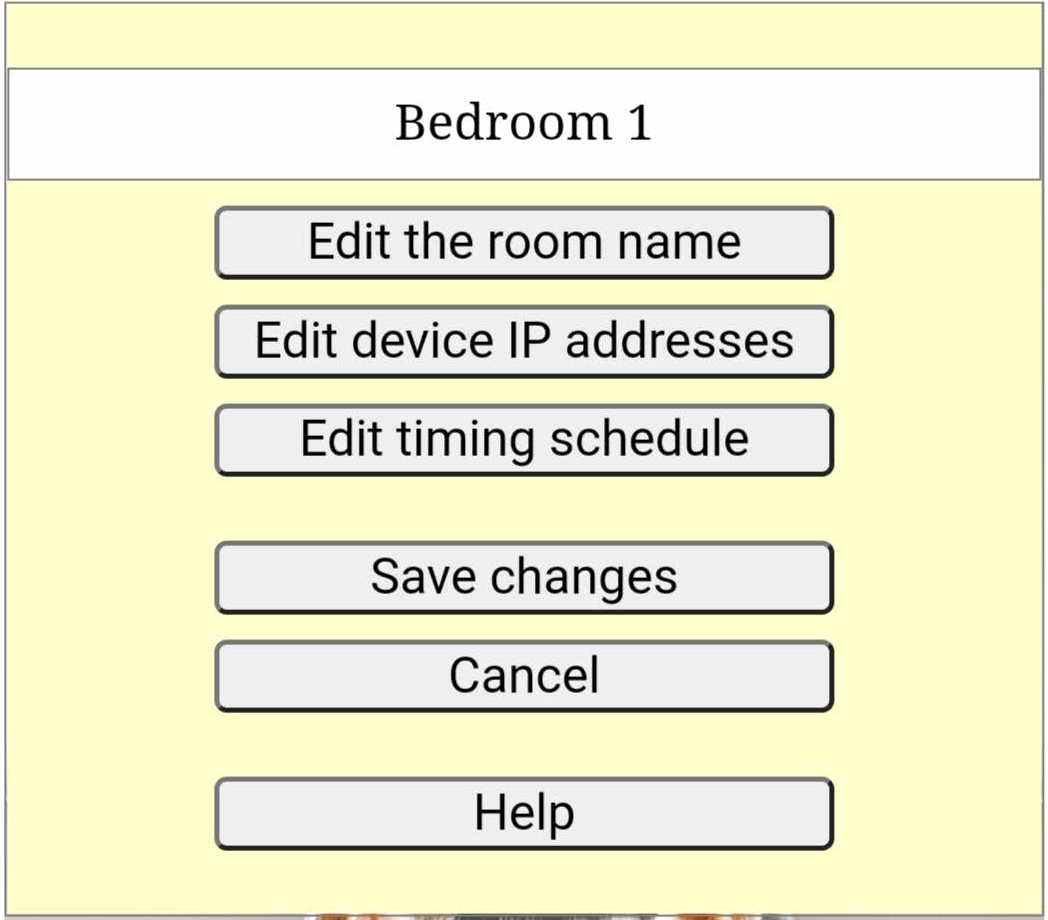 Bedroom 1
Edit the room name
Edit device IP addresses
Edit timing schedule
Save changes
Cancel
Help